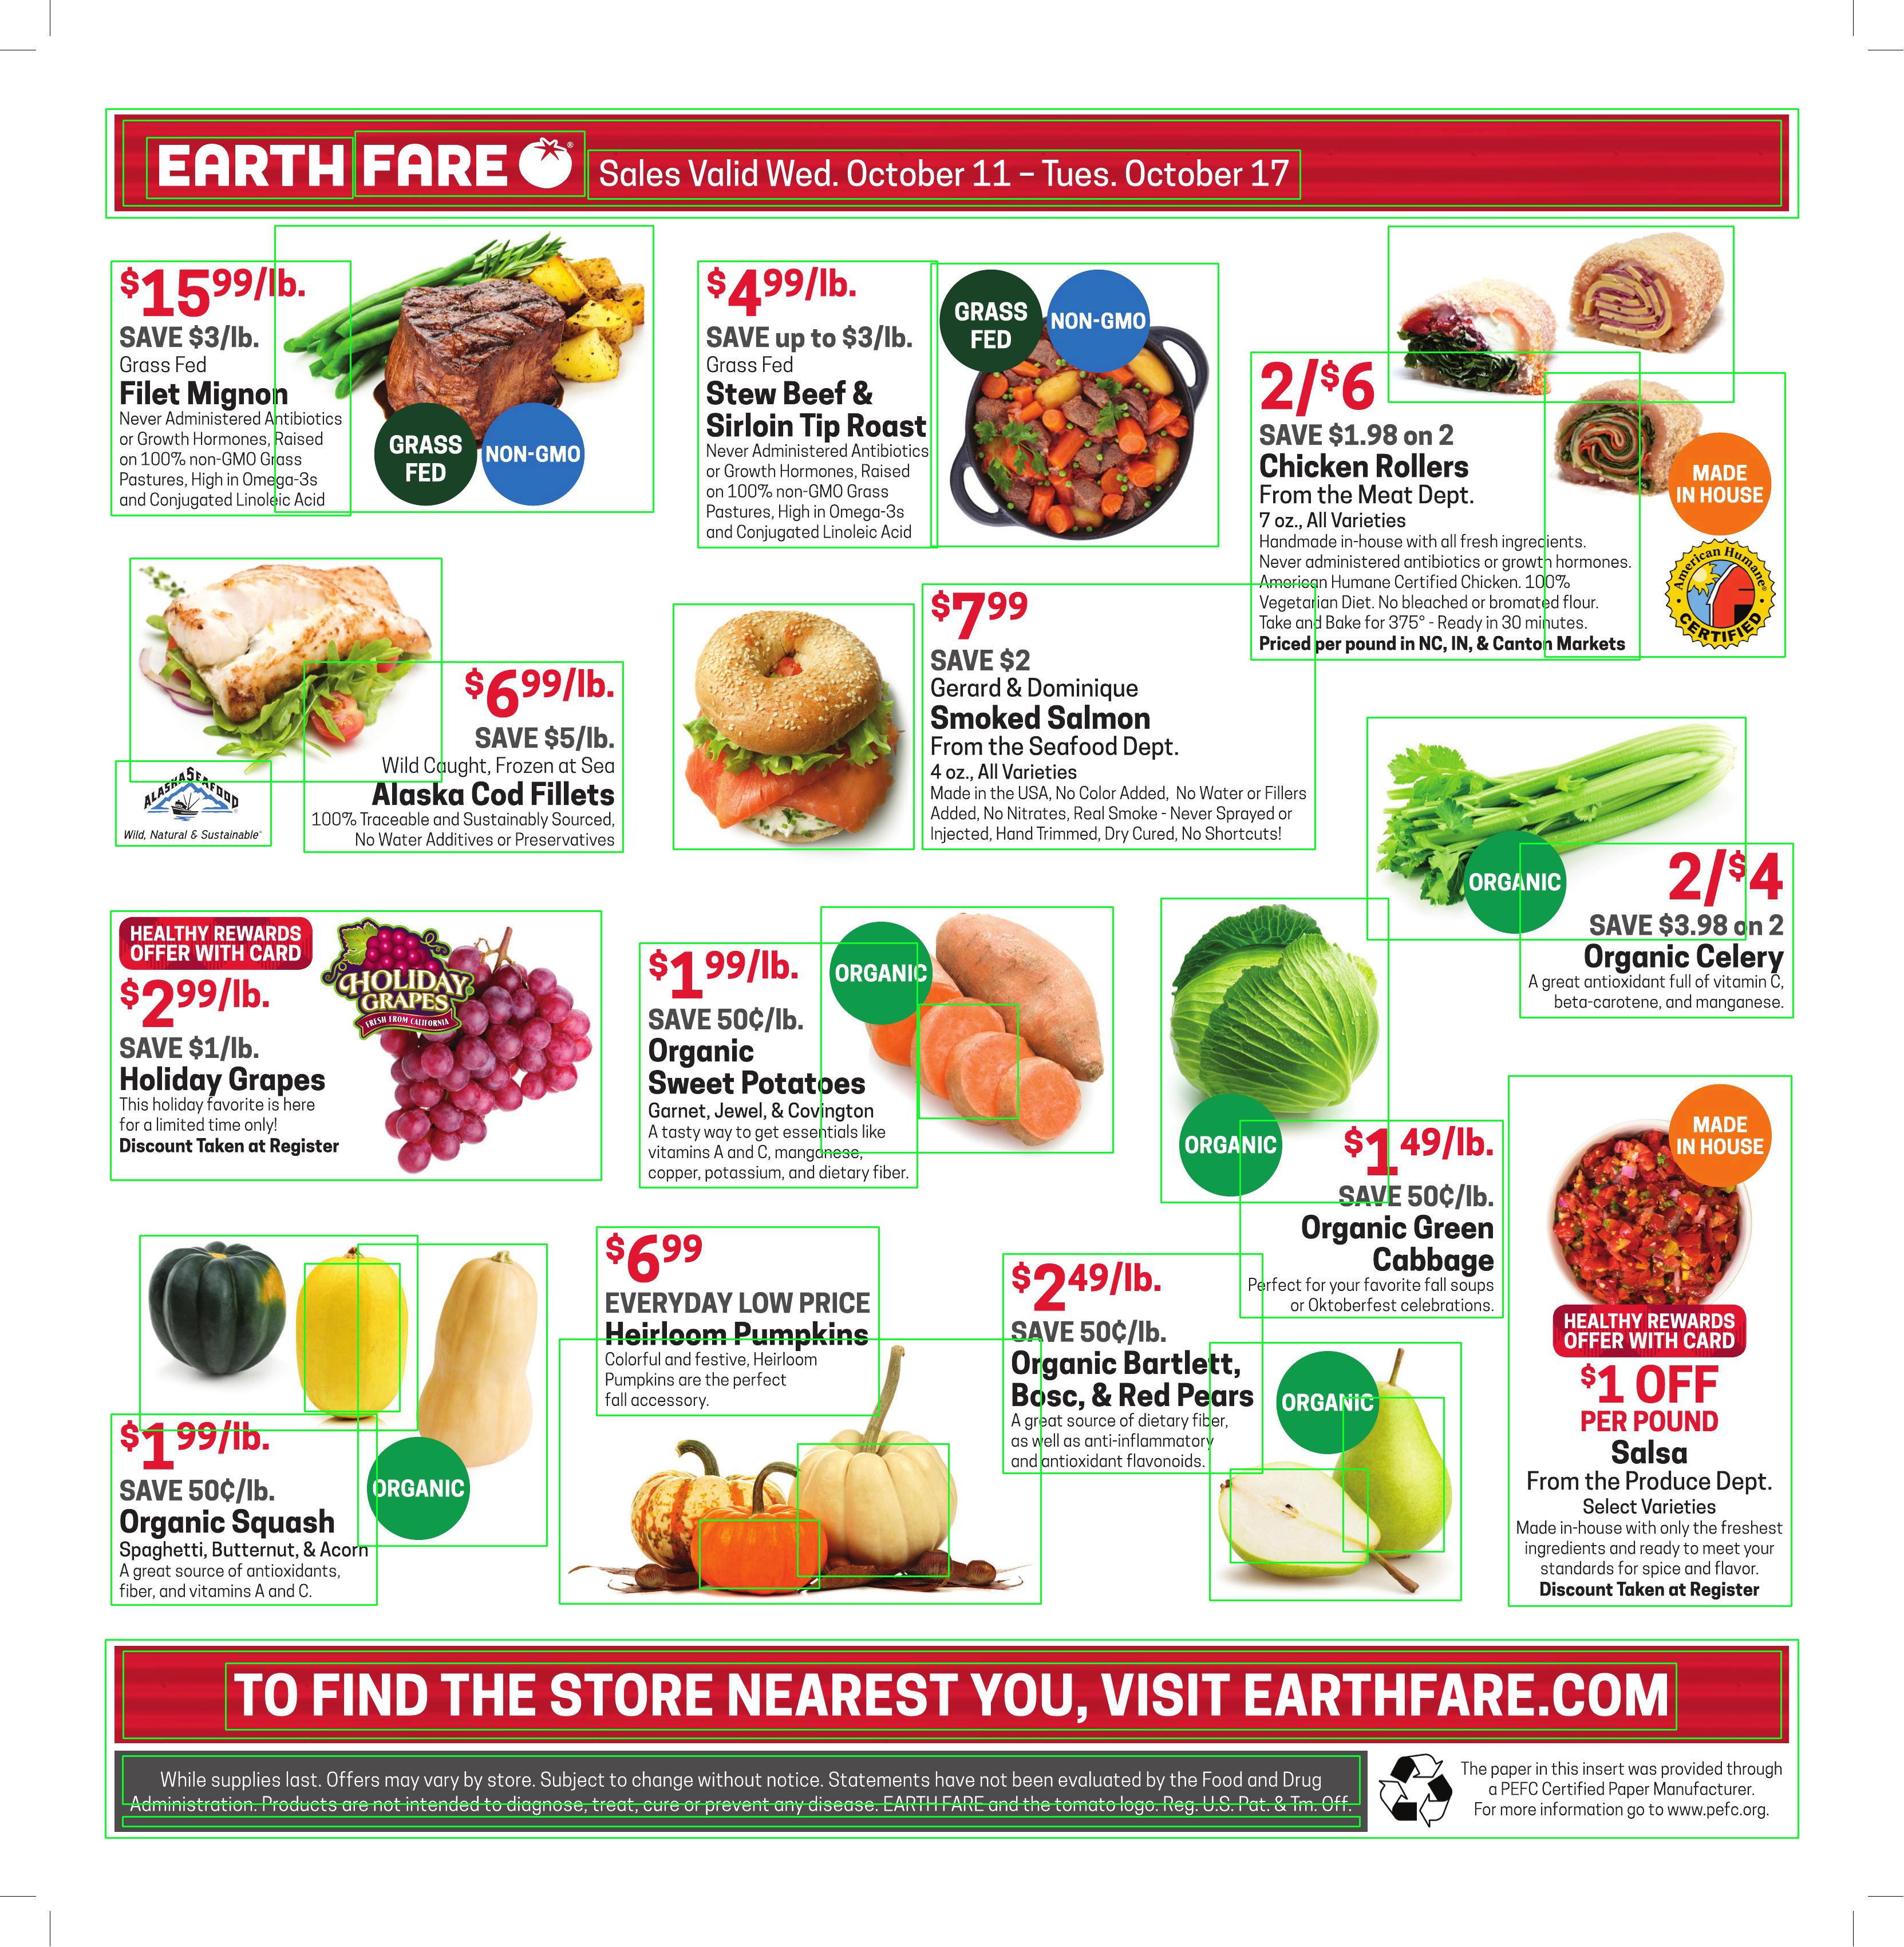 EARTH FARE ® Sales Valid Wed. October 11 – Tues. October 17
$15 99/lb.
SAVE $3/lb.
Grass Fed
Filet Mignon
Never Administered Antibiotics
or Growth Hormones, Raised
on 100% non-GMO Grass
Pastures, High in Omega-3s
and Conjugated Linoleic Acid
GRASS
FED
NON-GMO
$4 99/lb.
SAVE up to $3/lb.
Grass Fed
Stew Beef &
Sirloin Tip Roast
Never Administered Antibiotics
or Growth Hormones, Raised
on 100% non-GMO Grass
Pastures, High in Omega-3s
and Conjugated Linoleic Acid
GRASS
FED
NON-GMO
2/$6
SAVE $1.98 on 2
Chicken Rollers
From the Meat Dept.
7 oz., All Varieties
Handmade in-house with all fresh ingredients.
Never administered antibiotics or growth hormones.
American Humane Certified Chicken. 100%
Vegetarian Diet. No bleached or bromated flour.
Take and Bake for 375° - Ready in 30 minutes.
Priced per pound in NC, IN, & Canton Markets
MADE
IN HOUSE
American Humane®
CERTIFIED
$6 99/lb.
SAVE $5/lb.
Wild Caught, Frozen at Sea
Alaska Cod Fillets
100% Traceable and Sustainably Sourced,
No Water Additives or Preservatives
ALASKA SEAFOOD
Wild, Natural & Sustainable®
$7 99
SAVE $2
Gerard & Dominique
Smoked Salmon
From the Seafood Dept.
4 oz., All Varieties
Made in the USA, No Color Added, No Water or Fillers
Added, No Nitrates, Real Smoke - Never Sprayed or
Injected, Hand Trimmed, Dry Cured, No Shortcuts!
ORGANIC
2/$4
SAVE $3.98 on 2
Organic Celery
A great antioxidant full of vitamin C,
beta-carotene, and manganese.
HEALTHY REWARDS
OFFER WITH CARD
$2 99/lb.
SAVE $1/lb.
Holiday Grapes
This holiday favorite is here
for a limited time only!
Discount Taken at Register
HOLIDAY
GRAPES
FRESH FROM CALIFORNIA
$1 99/lb.
SAVE 50¢/lb.
Organic
Sweet Potatoes
Garnet, Jewel, & Covington
A tasty way to get essentials like
vitamins A and C, manganese,
copper, potassium, and dietary fiber.
ORGANIC
ORGANIC
$1 49/lb.
SAVE 50¢/lb.
Organic Green
Cabbage
Perfect for your favorite fall soups
or Oktoberfest celebrations.
MADE
IN HOUSE
HEALTHY REWARDS
OFFER WITH CARD
$1 OFF
PER POUND
Salsa
From the Produce Dept.
Select Varieties
Made in-house with only the freshest
ingredients and ready to meet your
standards for spice and flavor.
Discount Taken at Register
$1 99/lb.
SAVE 50¢/lb.
Organic Squash
Spaghetti, Butternut, & Acorn
A great source of antioxidants,
fiber, and vitamins A and C.
ORGANIC
$6 99
EVERYDAY LOW PRICE
Heirloom Pumpkins
Colorful and festive, Heirloom
Pumpkins are the perfect
fall accessory.
$2 49/lb.
SAVE 50¢/lb.
Organic Bartlett,
Bosc, & Red Pears
A great source of dietary fiber,
as well as anti-inflammatory
and antioxidant flavonoids.
ORGANIC
TO FIND THE STORE NEAREST YOU, VISIT EARTHFARE.COM
While supplies last. Offers may vary by store. Subject to change without notice. Statements have not been evaluated by the Food and Drug
Administration. Products are not intended to diagnose, treat, cure or prevent any disease. EARTH FARE and the tomato logo. Reg. U.S. Pat. & Tm. Off.
The paper in this insert was provided through
a PEFC Certified Paper Manufacturer.
For more information go to www.pefc.org.